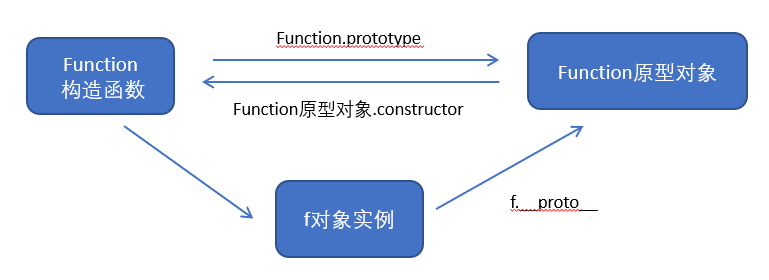 Function.prototype
Function
构造函数
Function原型对象
Function原型对象.constructor
f对象实例
f.__proto__